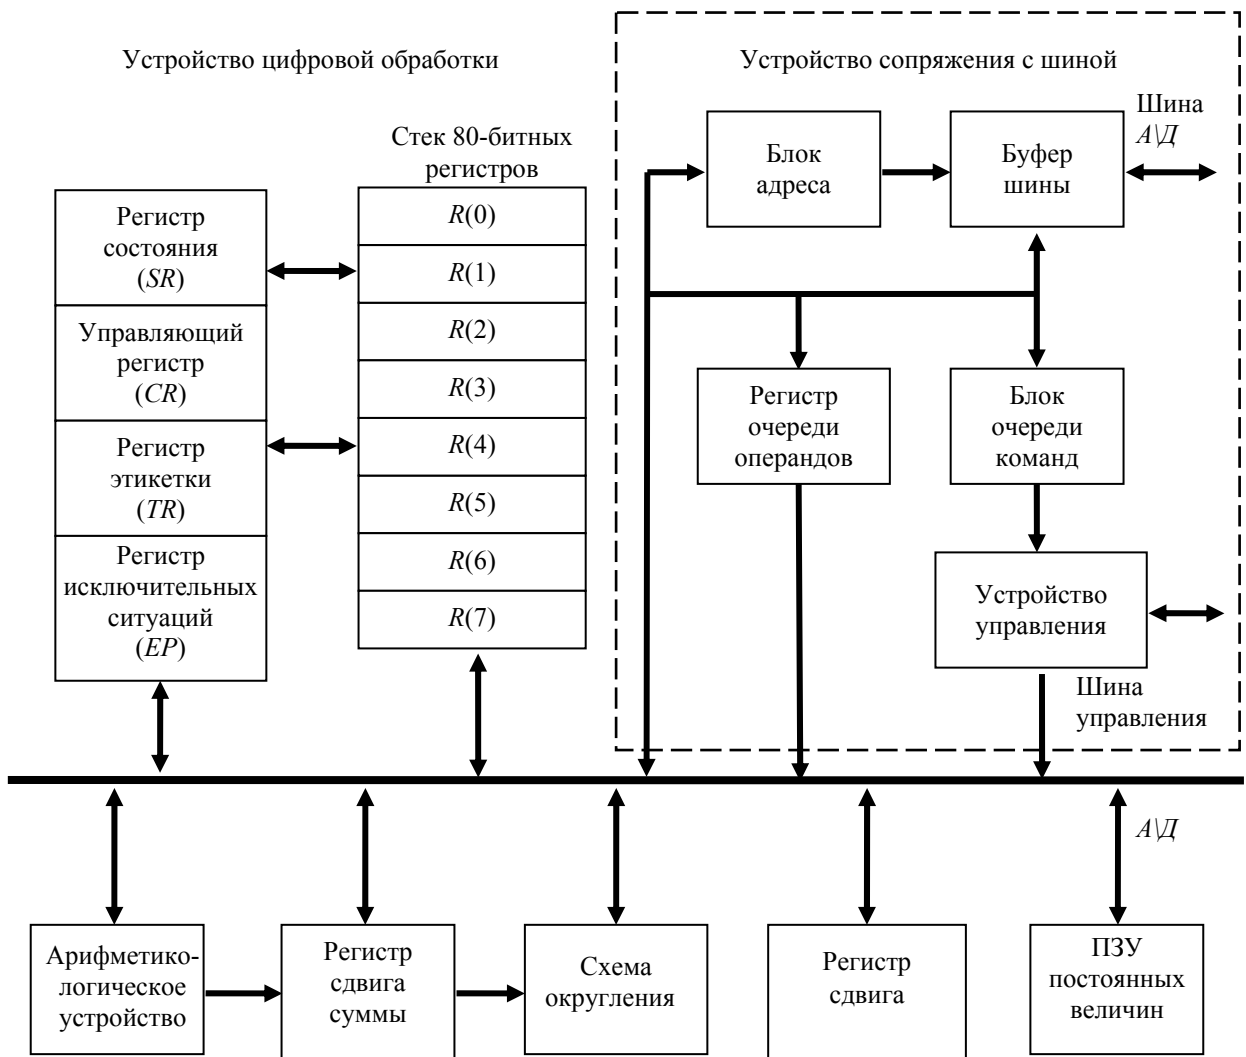 Устройство цифровой обработки
Устройство сопряжения с шиной
Стек 80-битных
регистров
Регистр
состояния
(SR)
Управляющий
регистр
(CR)
Регистр
этикетки
(TR)
Регистр
исключительных
ситуаций
(EP)
R(0)
R(1)
R(2)
R(3)
R(4)
R(5)
R(6)
R(7)
Блок
адреса
Буфер
шины
Шина
А\Д
Регистр
очереди
операндов
Блок
очереди
команд
Устройство
управления
Шина
управления
А\Д
Арифметико-
логическое
устройство
Регистр
сдвига
суммы
Схема
округления
Регистр
сдвига
ПЗУ
постоянных
величин